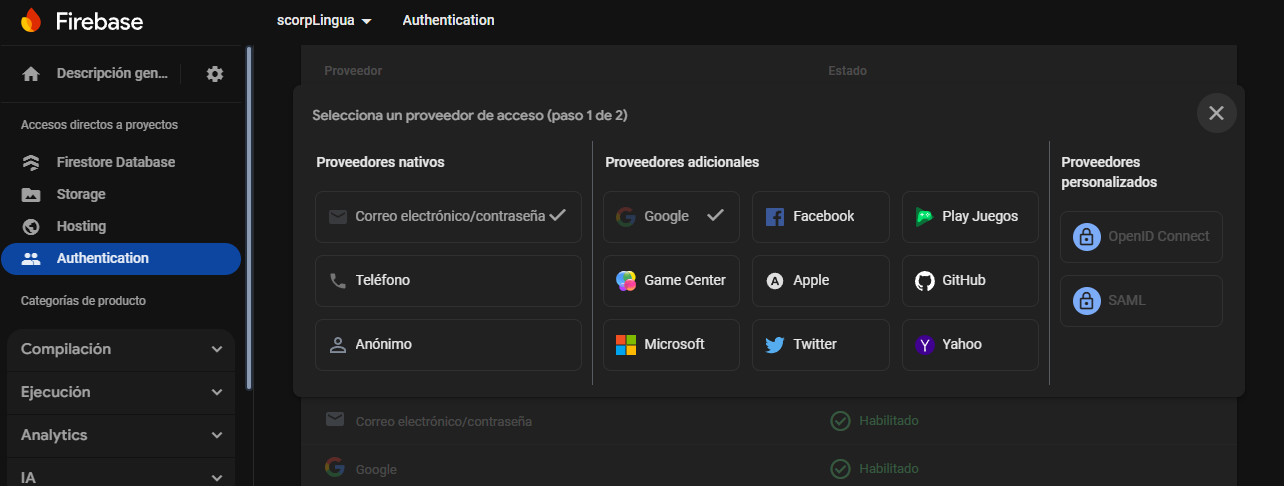 Firebase
scorpLingua
Authentication
Descripción gen...
Accesos directos a proyectos
Firestore Database
Storage
Hosting
Authentication
Categorías de producto
Compilación
Ejecución
Analytics
IA
Proveedor
Estado
Selecciona un proveedor de acceso (paso 1 de 2)
Proveedores nativos
Correo electrónico/contraseña
Teléfono
Anónimo
Proveedores adicionales
Google
Facebook
Play Juegos
Game Center
Apple
GitHub
Microsoft
Twitter
Yahoo
Proveedores
personalizados
OpenID Connect
SAML
Correo electrónico/contraseña
Habilitado
Google
Habilitado